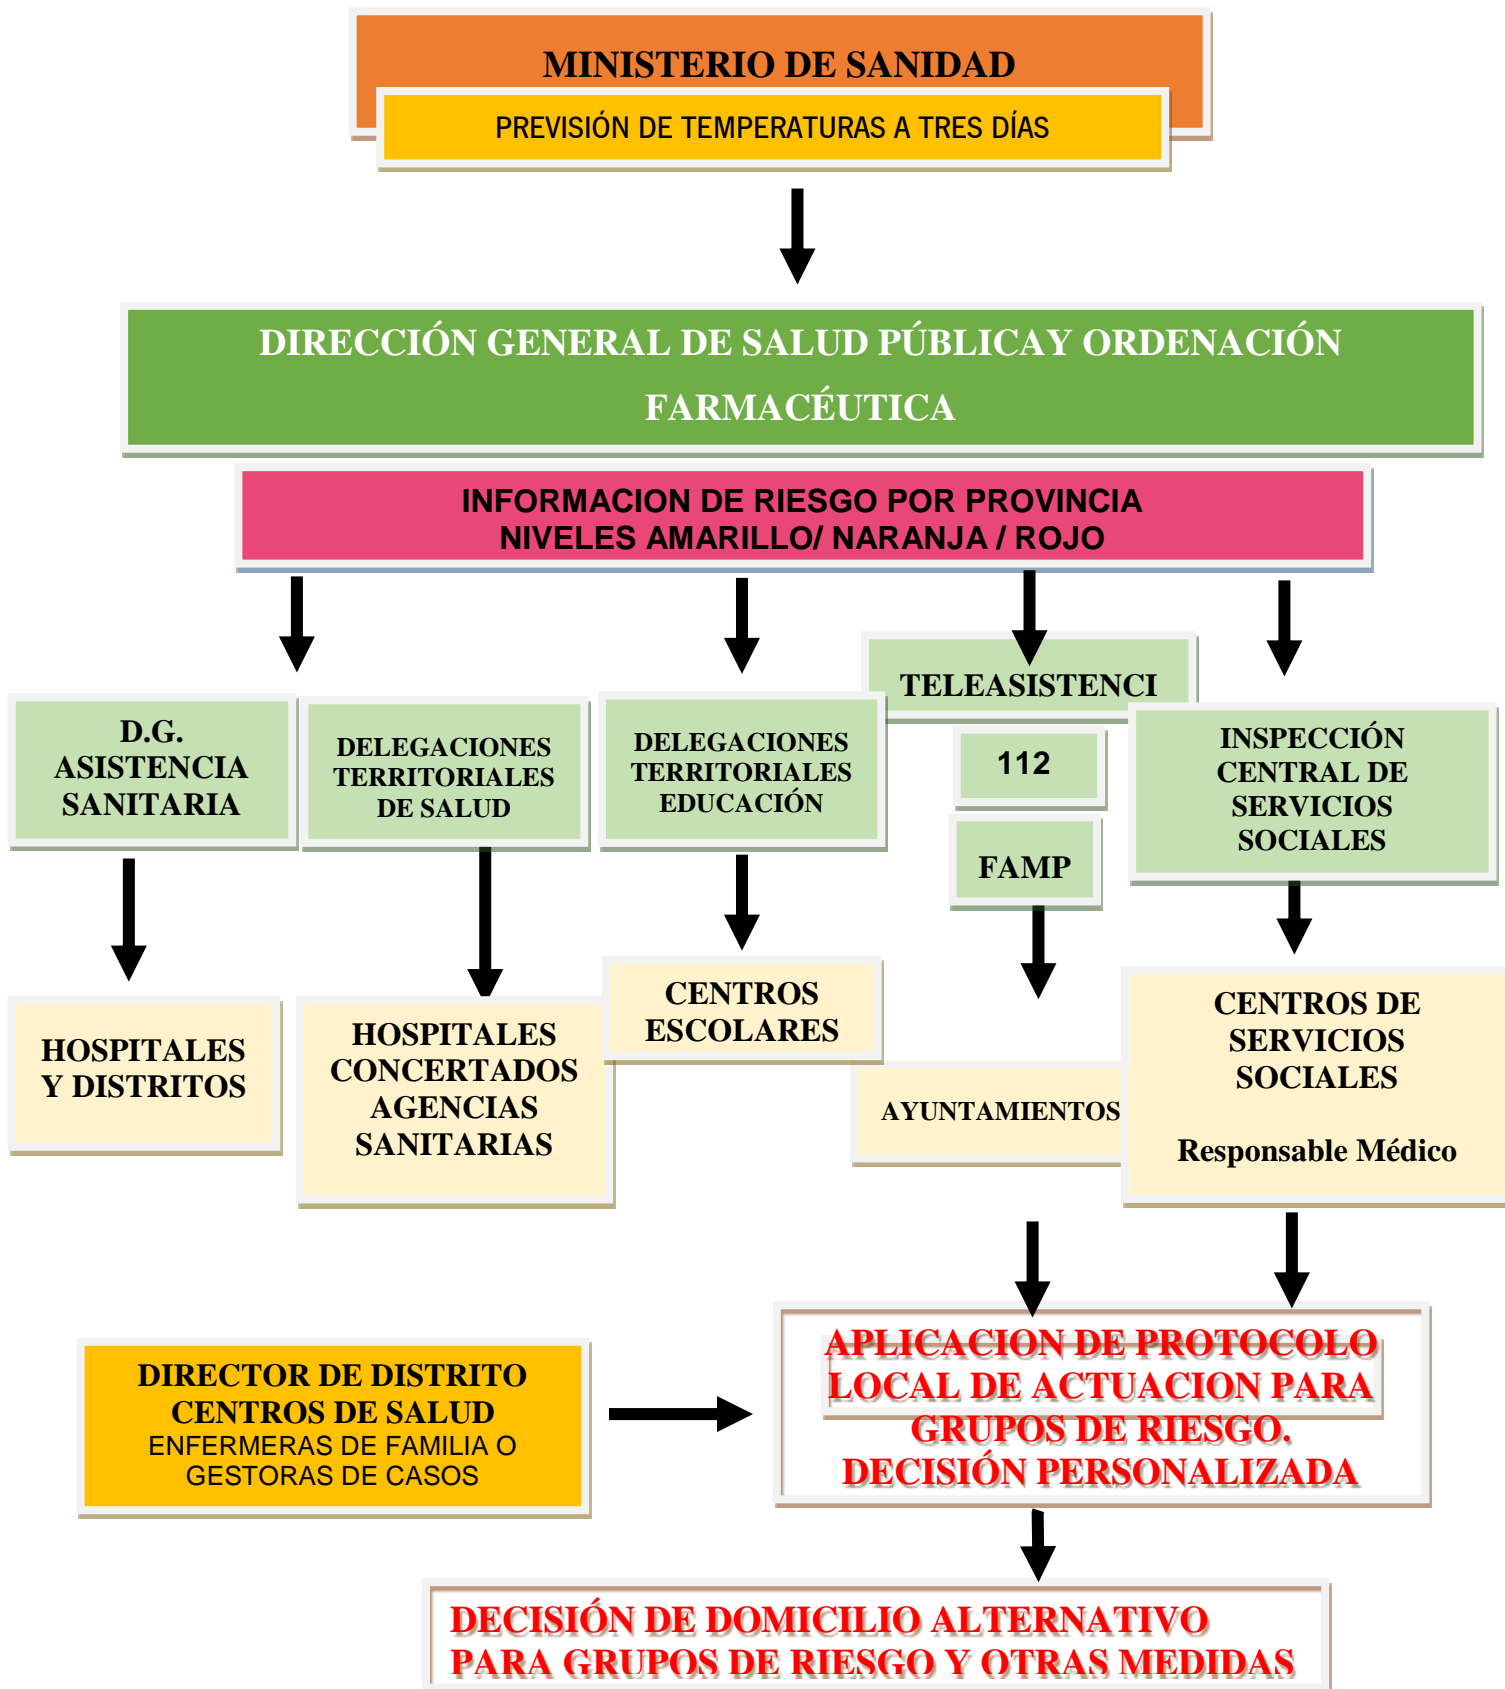 MINISTERIO DE SANIDAD
PREVISIÓN DE TEMPERATURAS A TRES DÍAS
DIRECCIÓN GENERAL DE SALUD PÚBLICAY ORDENACIÓN
FARMACÉUTICA
INFORMACION DE RIESGO POR PROVINCIA
NIVELES AMARILLO/ NARANJA / ROJO
D.G.
ASISTENCIA
SANITARIA
DELEGACIONES
TERRITORIALES
DE SALUD
DELEGACIONES
TERRITORIALES
EDUCACIÓN
TELEASISTENCI
112
FAMP
INSPECCIÓN
CENTRAL DE
SERVICIOS
SOCIALES
HOSPITALES
Y DISTRITOS
HOSPITALES
CONCERTADOS
AGENCIAS
SANITARIAS
CENTROS
ESCOLARES
AYUNTAMIENTOS
CENTROS DE
SERVICIOS
SOCIALES
Responsable Médico
DIRECTOR DE DISTRITO
CENTROS DE SALUD
ENFERMERAS DE FAMILIA O
GESTORAS DE CASOS
APLICACION DE PROTOCOLO
LOCAL DE ACTUACION PARA
GRUPOS DE RIESGO.
DECISIÓN PERSONALIZADA
DECISIÓN DE DOMICILIO ALTERNATIVO
PARA GRUPOS DE RIESGO Y OTRAS MEDIDAS